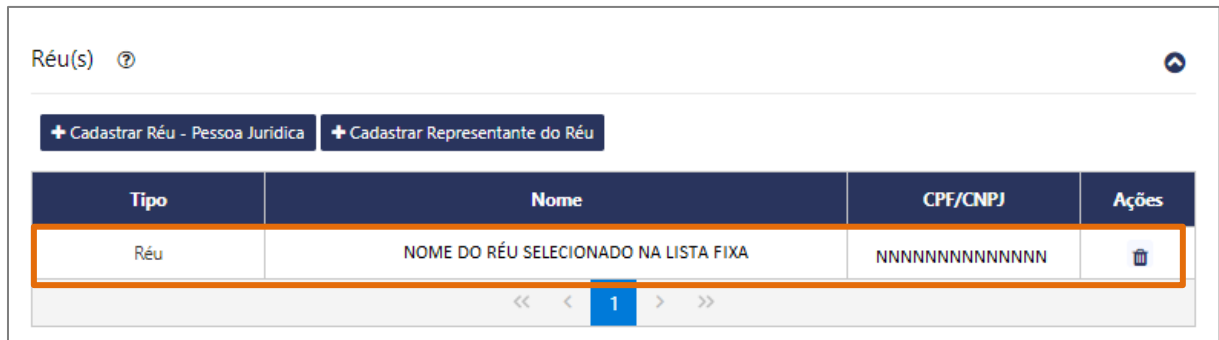 Réu(s)
+ Cadastrar Réu - Pessoa Juridica + Cadastrar Representante do Réu
Tipo Nome CPF/CNPJ Ações
Réu NOME DO RÉU SELECIONADO NA LISTA FIXA NNNNNNNNNNNNNN
<< < 1 > >>